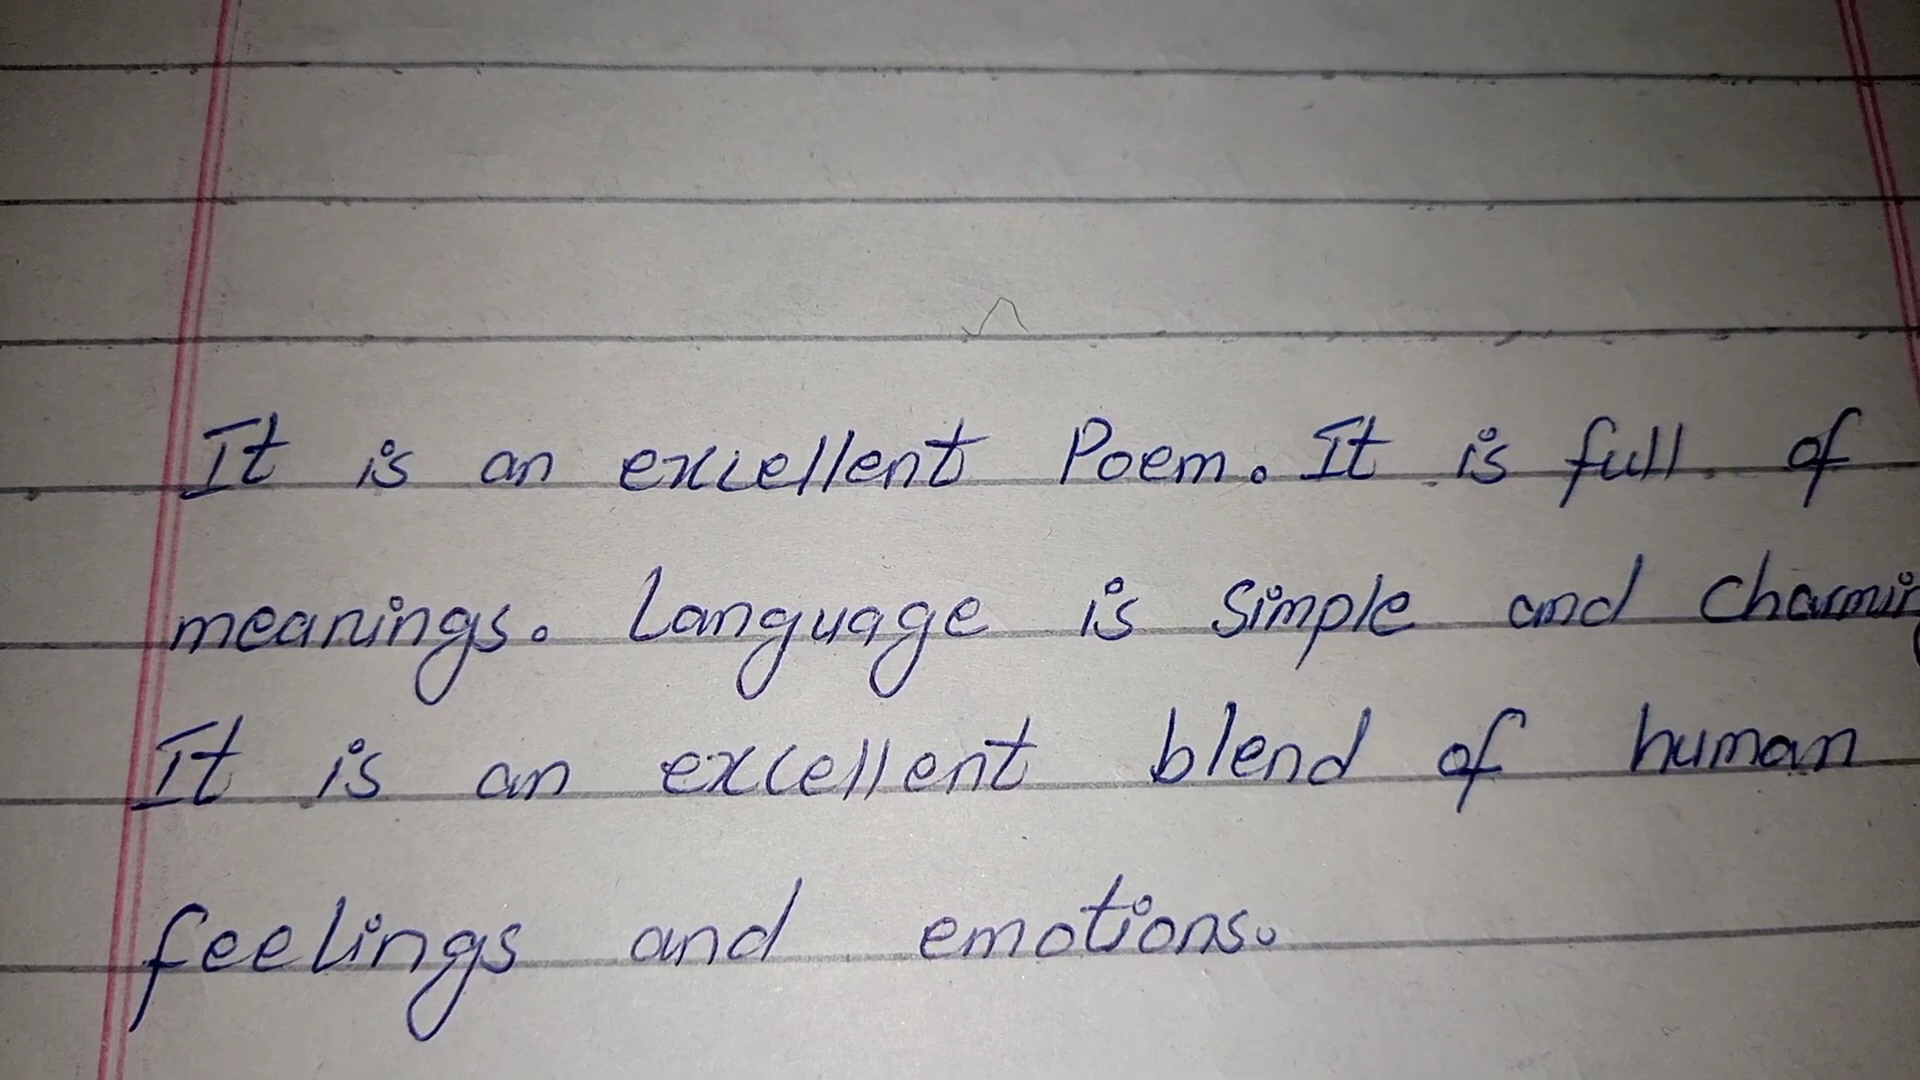 It is an excellent Poem. It is full of
meanings. Language is Simple and Charming
It is an excellent blend of human
feelings and emotions.